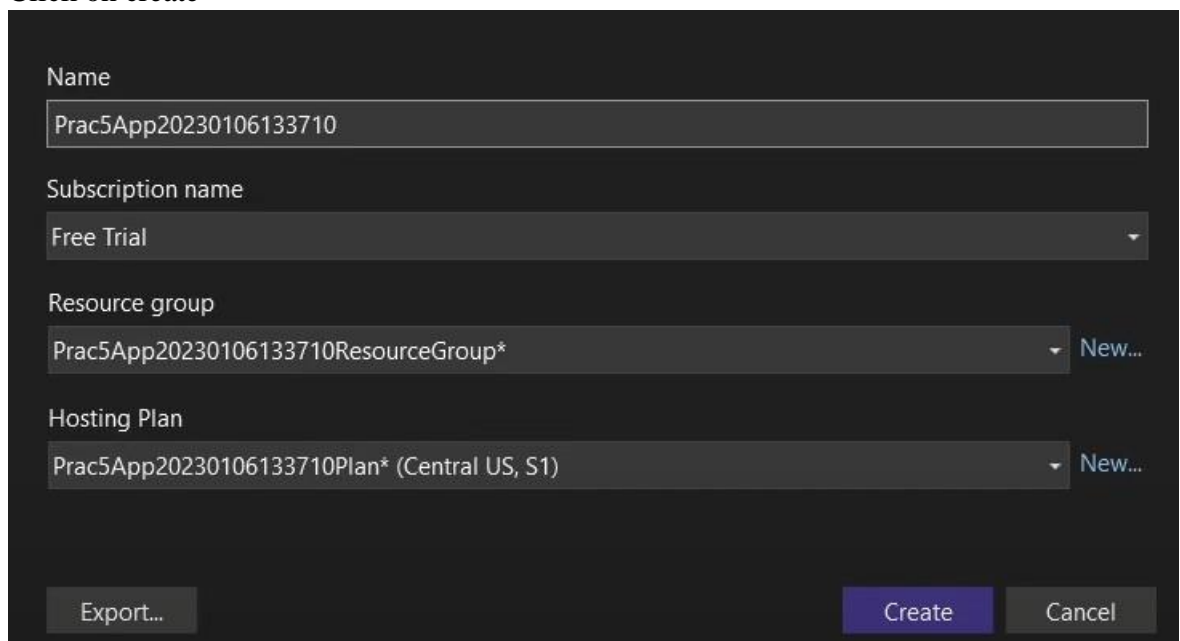 Click on create
Name
Prac5App20230106133710
Subscription name
Free Trial
Resource group
Prac5App20230106133710ResourceGroup*
New...
Hosting Plan
Prac5App20230106133710Plan* (Central US, S1)
New...
Export...
Create
Cancel